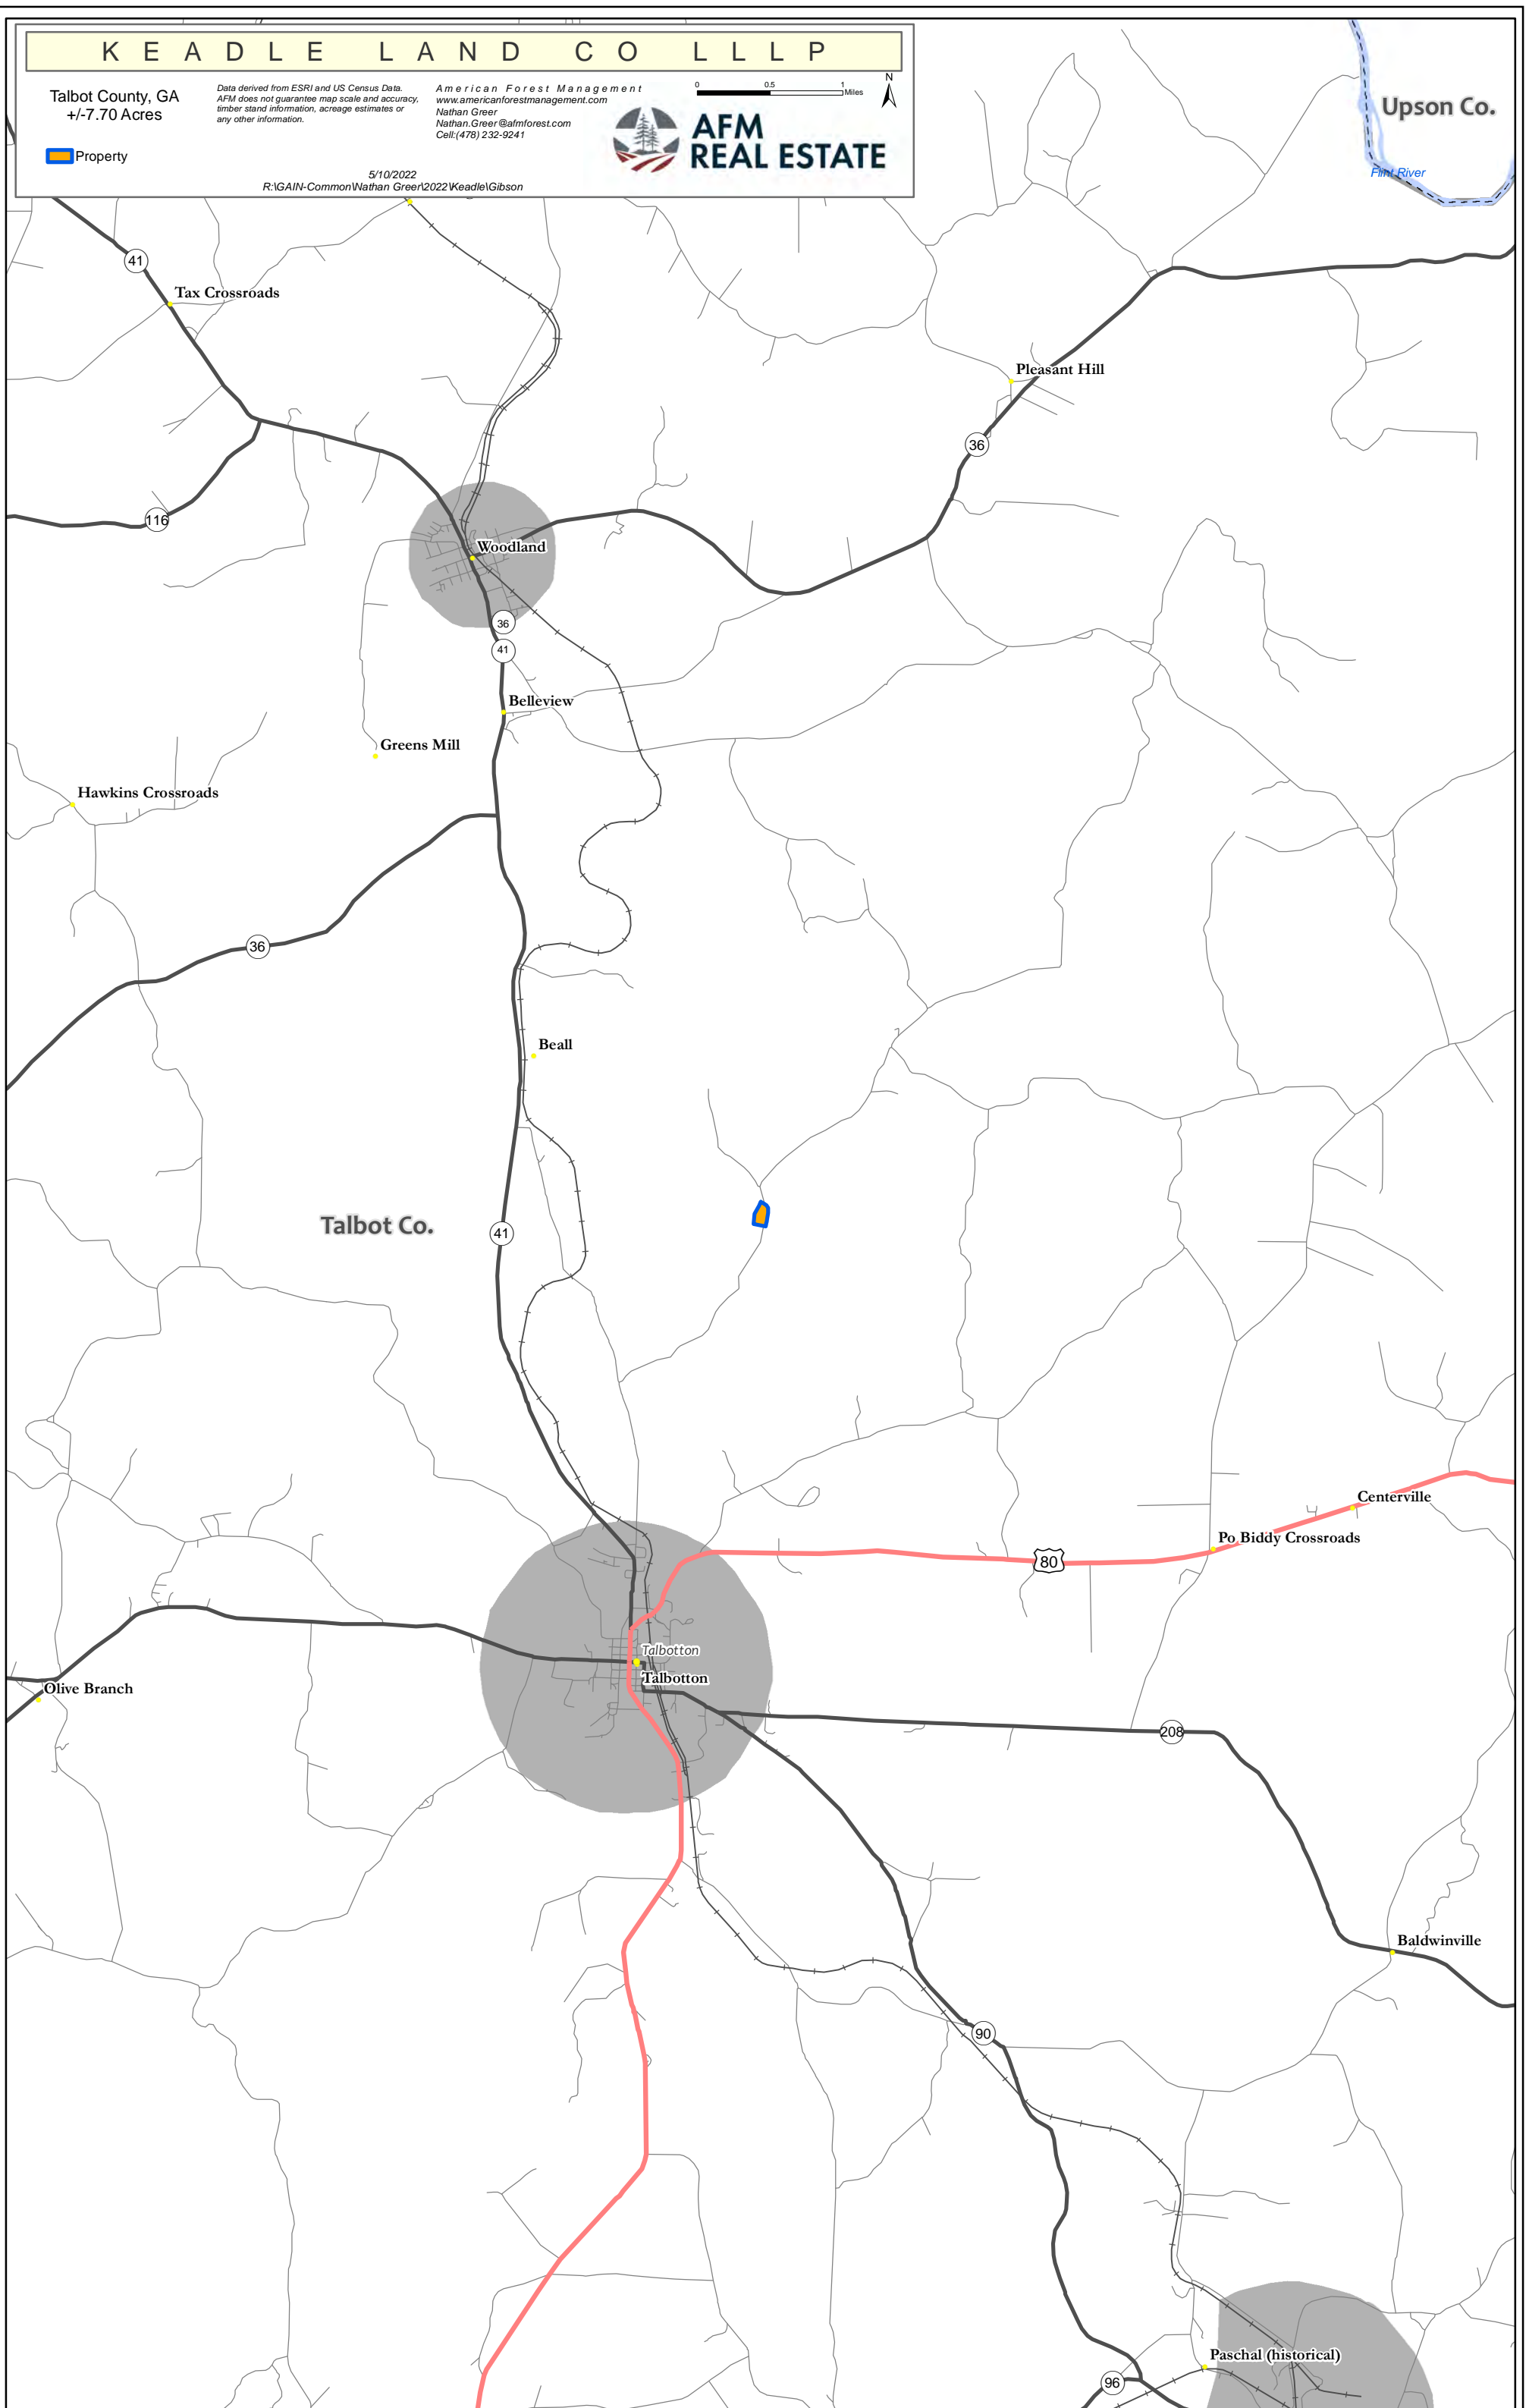 KEADLE LAND CO LLLP
Talbot County, GA
+/-7.70 Acres
Property
Data derived from ESRI and US Census Data.
AFM does not guarantee map scale and accuracy,
timber stand information, acreage estimates or
any other information.
American Forest Management
www.americanforestmanagement.com
Nathan Greer
Nathan.Greer@afmforest.com
Cell:(478) 232-9241
5/10/2022
R:\GAIN-Common\Nathan Greer\2022\Keadle\Gibson
0 0.5 1
Miles
N
AFM
REAL ESTATE
Upson Co.
Flint River
41
Tax Crossroads
Pleasant Hill
36
116
Woodland
36
41
Belleview
Greens Mill
Hawkins Crossroads
36
Beall
Talbot Co.
41
Centerville
Po Biddy Crossroads
80
Talbotton
Talbotton
Olive Branch
208
Baldwinville
90
Paschal (historical)
96